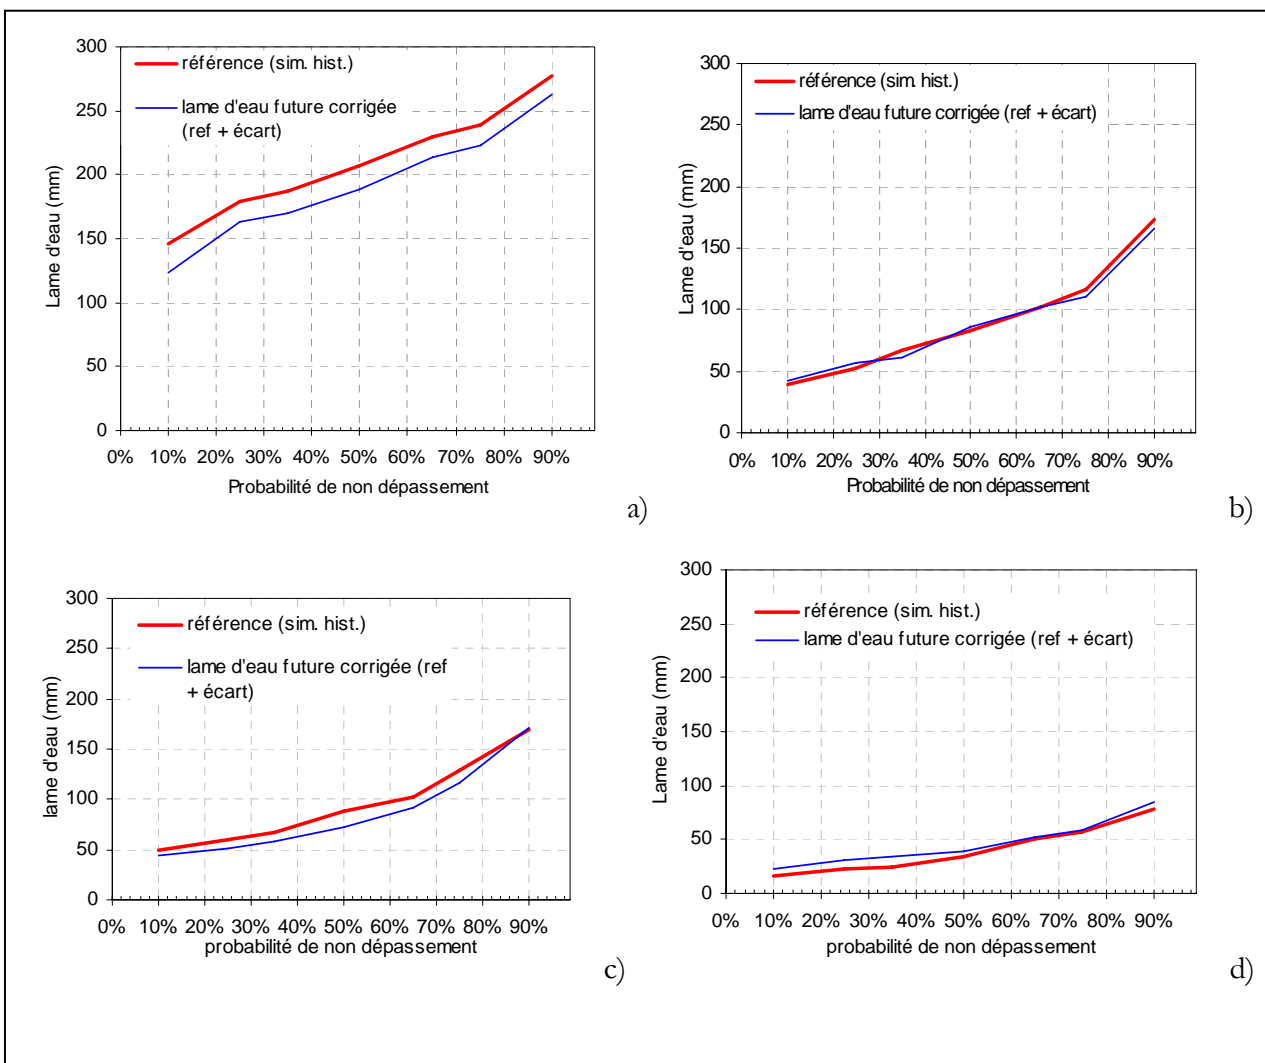 300
250
200
150
100
50
0
Lame d'eau (mm)
référence (sim. hist.)
lame d'eau future corrigée
(ref + écart)
0% 10% 20% 30% 40% 50% 60% 70% 80% 90%
Probabilité de non dépassement
a)
300
250
200
150
100
50
0
Lame d'eau (mm)
référence (sim. hist.)
lame d'eau future corrigée (ref + écart)
0% 10% 20% 30% 40% 50% 60% 70% 80% 90%
Probabilité de non dépassement
b)
300
250
200
150
100
50
0
lame d'eau (mm)
référence (sim. hist.)
lame d'eau future corrigée (ref
+ écart)
0% 10% 20% 30% 40% 50% 60% 70% 80% 90%
probabilité de non dépassement
c)
300
250
200
150
100
50
0
Lame d'eau (mm)
référence (sim. hist.)
lame d'eau future corrigée (ref + écart)
0% 10% 20% 30% 40% 50% 60% 70% 80% 90%
probabilité de non dépassement
d)